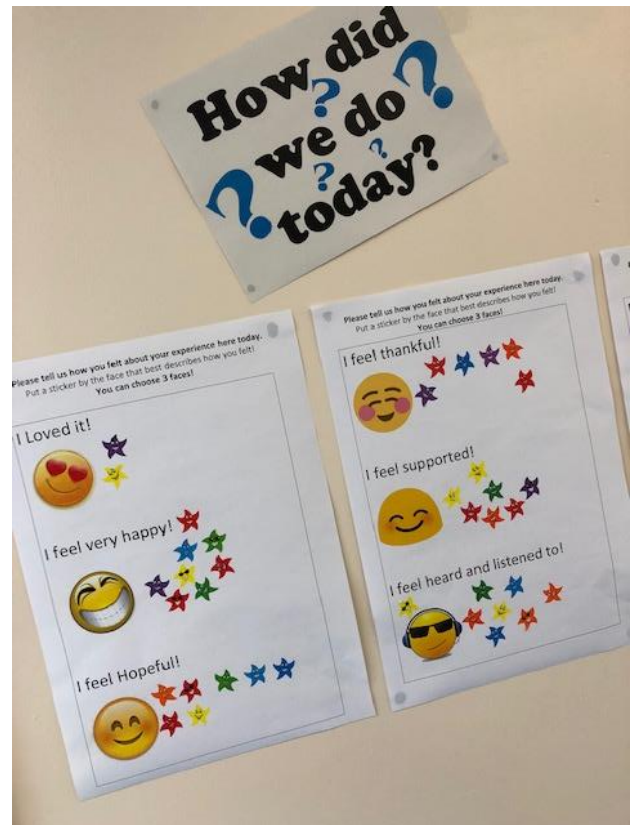 How did
we do
today?
Please tell us how you felt about your experience here today.
Put a sticker by the face that best describes how you felt!
You can choose 3 faces!
I Loved it!
I feel very happy!
I feel Hopeful!
Please tell us how you felt about your experience here today.
Put a sticker by the face that best describes how you felt!
You can choose 3 faces!
I feel thankful!
I feel supported!
I feel heard and listened to!